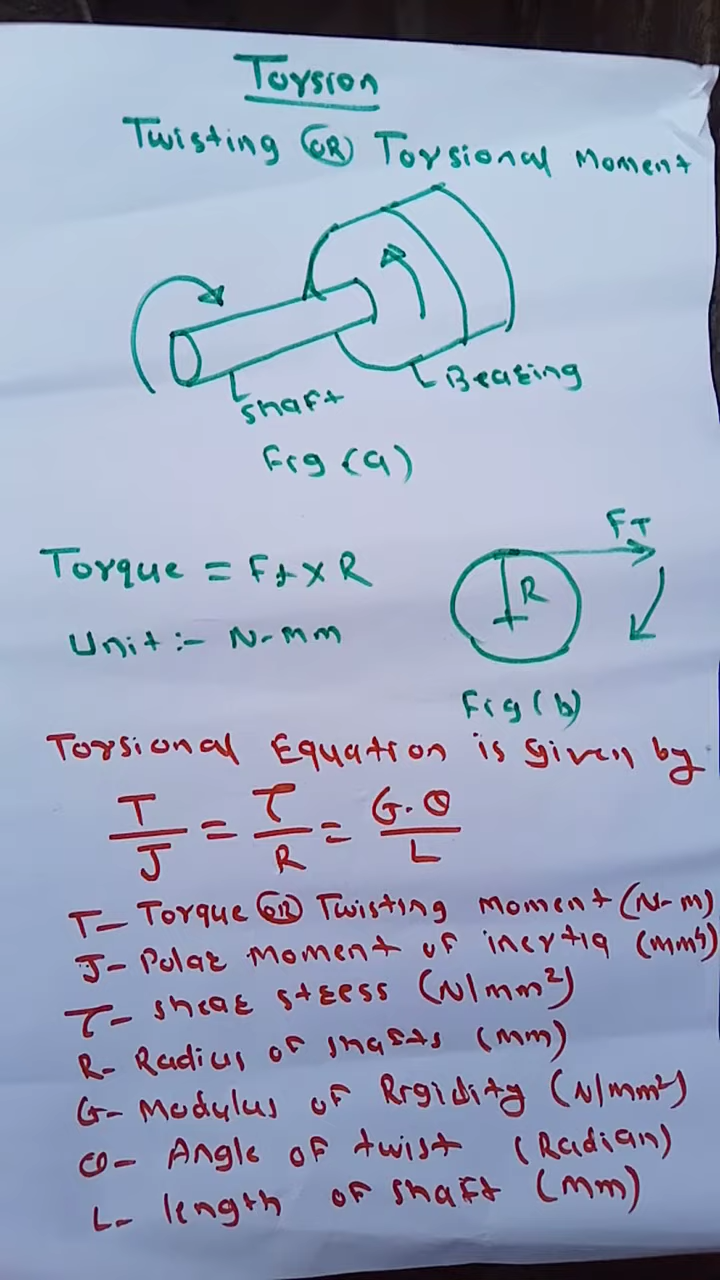 Torsion
Twisting OR Torsional Moment
Shaft
Bearing
Fig (a)
FT
Torque = Ft x R
R
Unit :- N-mm
Fig (b)
Torsional Equation is given by
T/J = τ/R = G.θ/L
T- Torque OR Twisting Moment (N-m)
J- Polar Moment of inertia (mm⁴)
τ- Shear stress (N/mm²)
R- Radius of shafts (mm)
G- Modulus of Rigidity (N/mm²)
θ- Angle of twist (Radian)
L- length of shaft (mm)